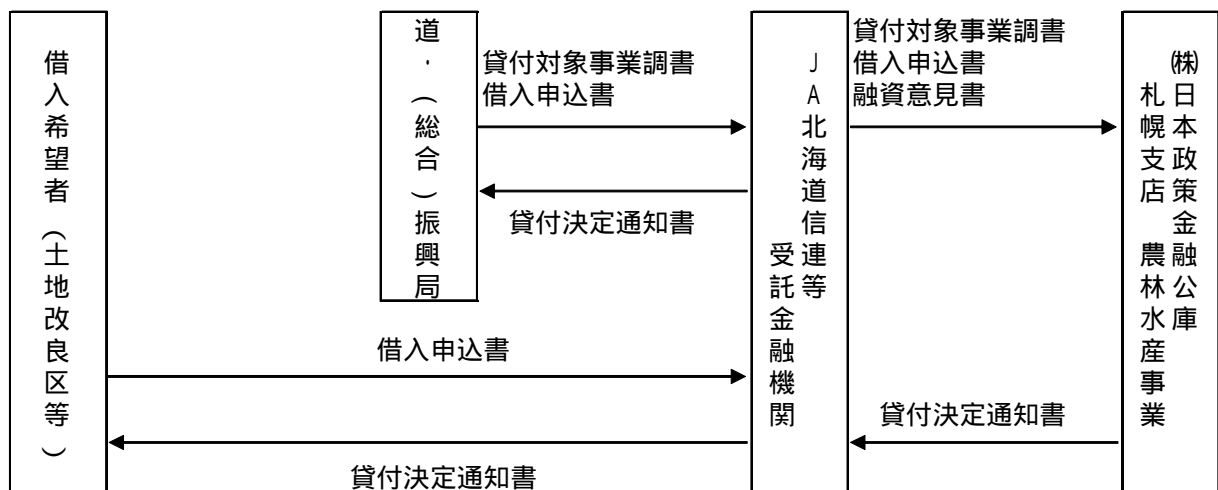 借入希望者（土地改良区等）
道・（総合）振興局
貸付対象事業調書
借入申込書
貸付決定通知書
ＪＡ北海道信連等
受託金融機関
貸付対象事業調書
借入申込書
融資意見書
㈱日本政策金融公庫
札幌支店　農林水産事業
借入申込書
貸付決定通知書
貸付決定通知書